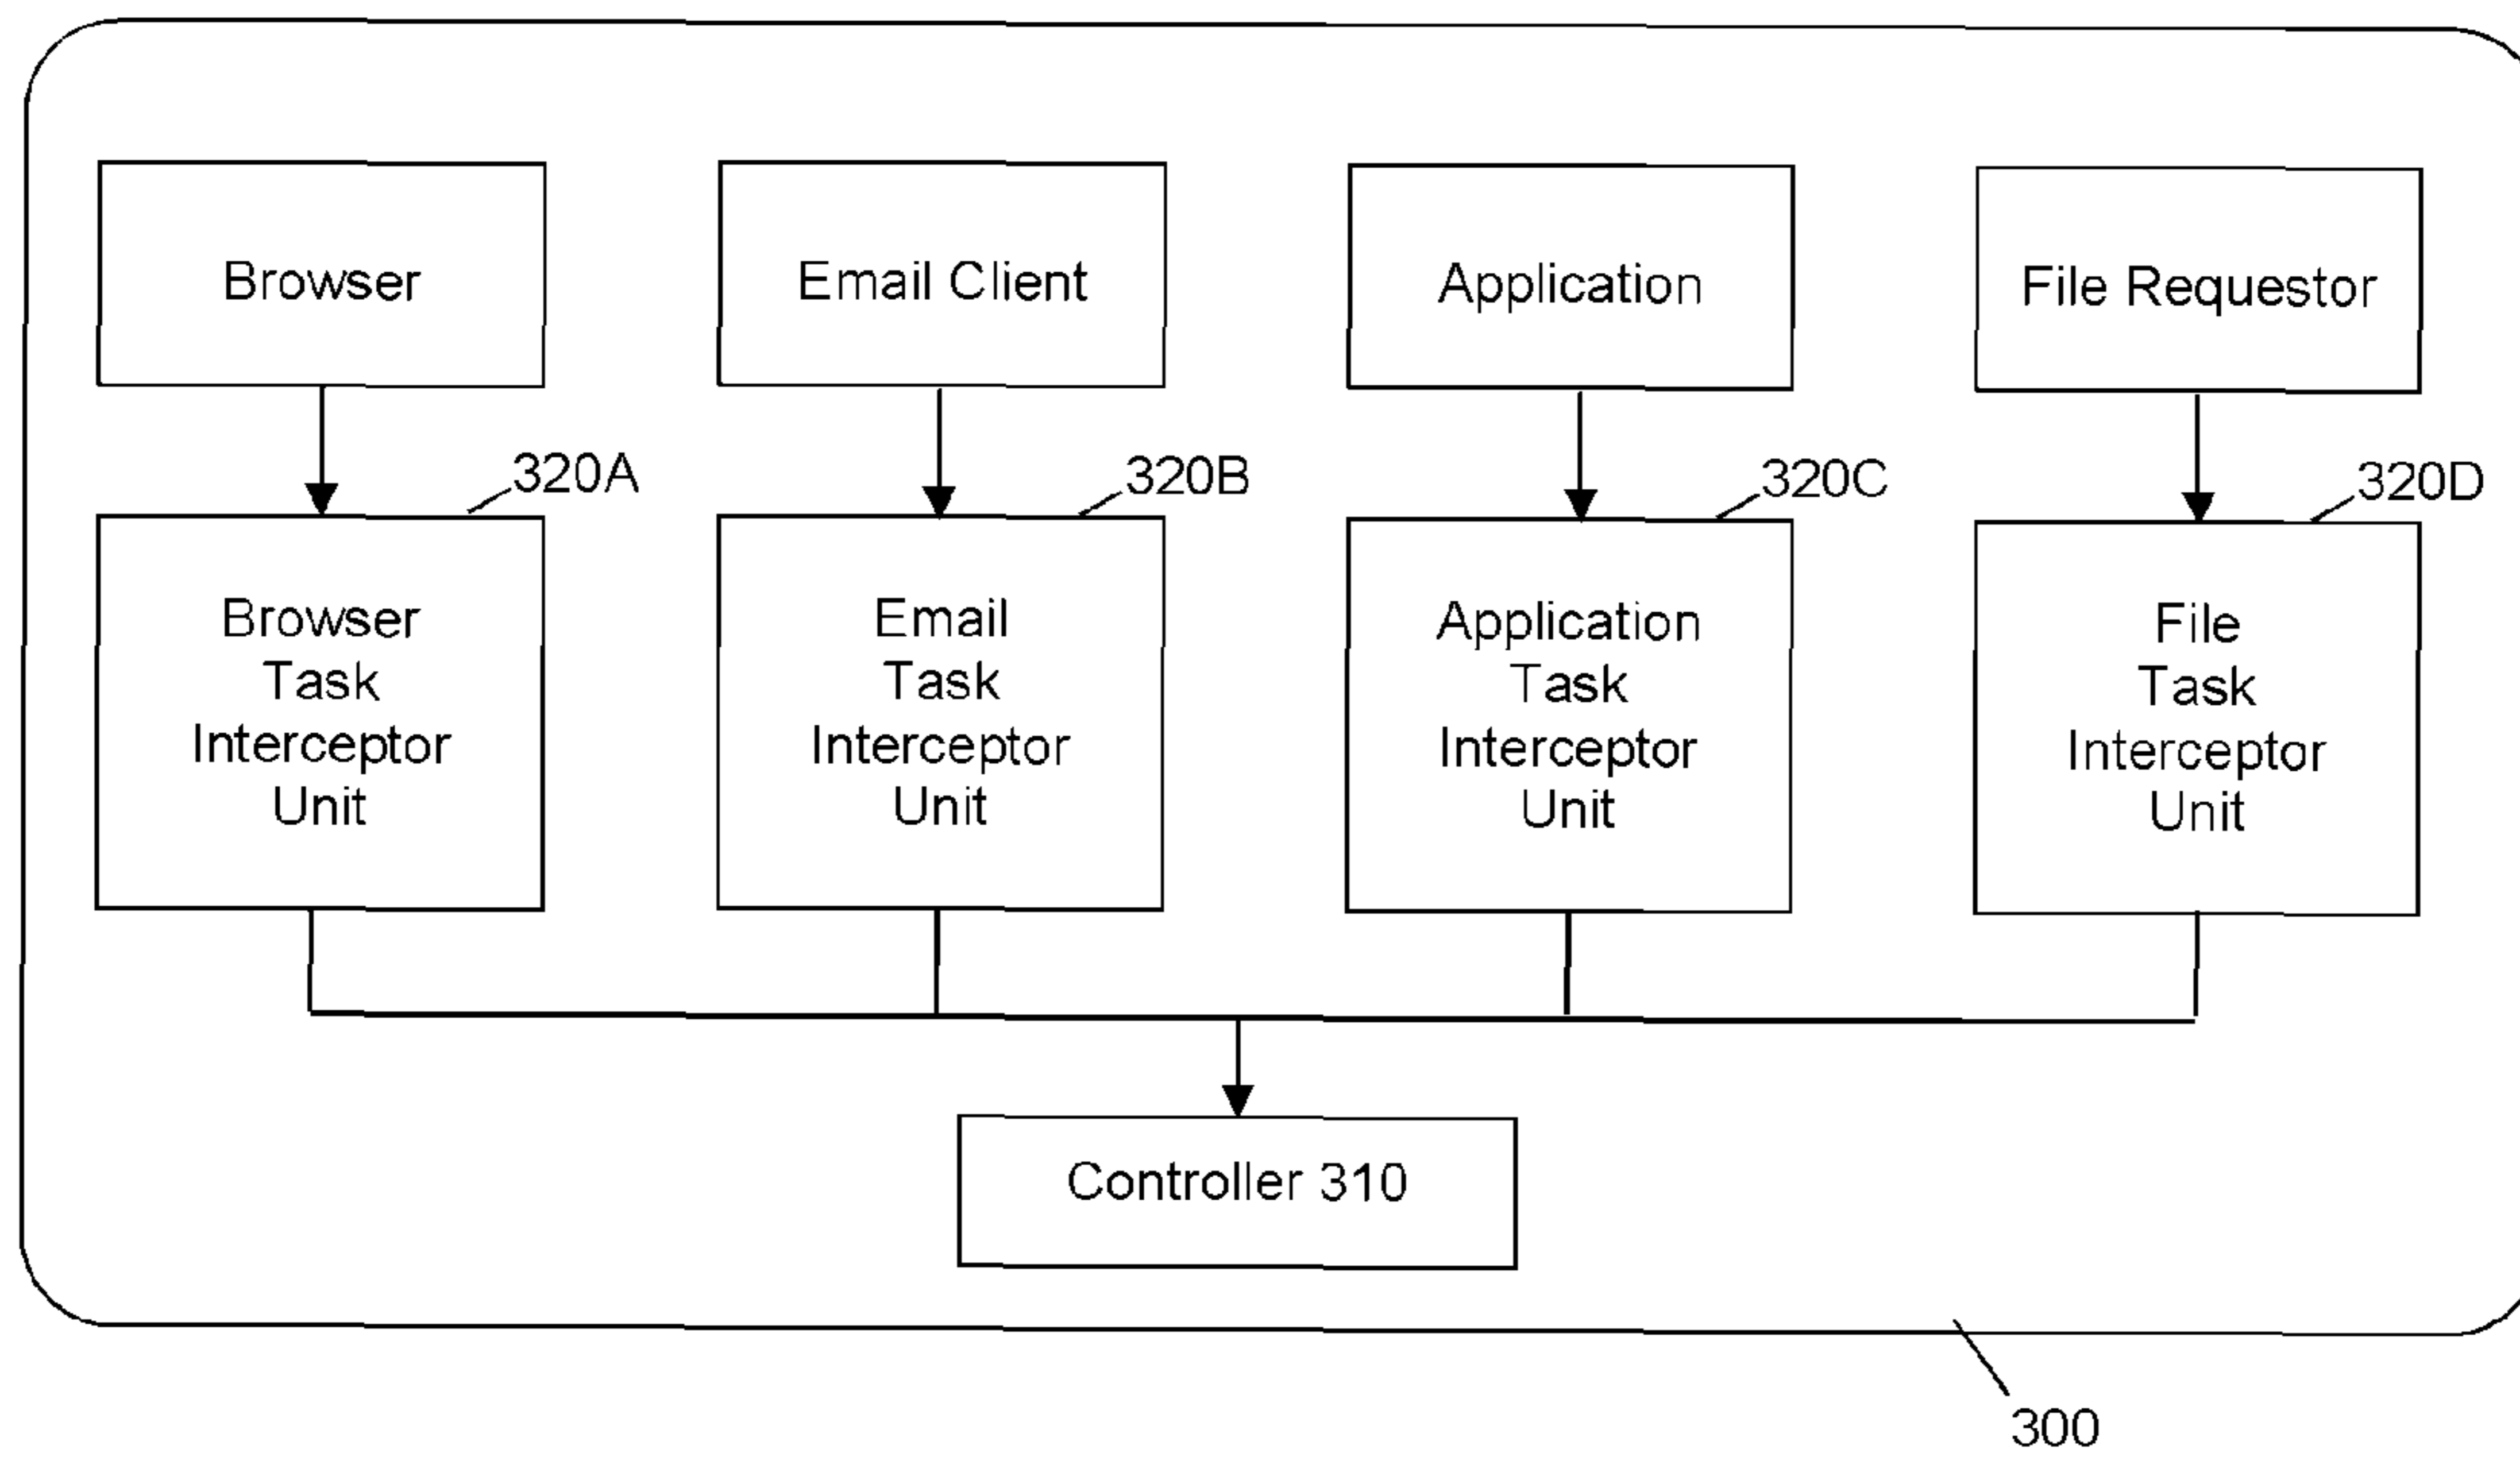 Browser
Email Client
Application
File Requestor
320A
320B
320C
320D
Browser
Task
Interceptor
Unit
Email
Task
Interceptor
Unit
Application
Task
Interceptor
Unit
File
Task
Interceptor
Unit
Controller 310
300